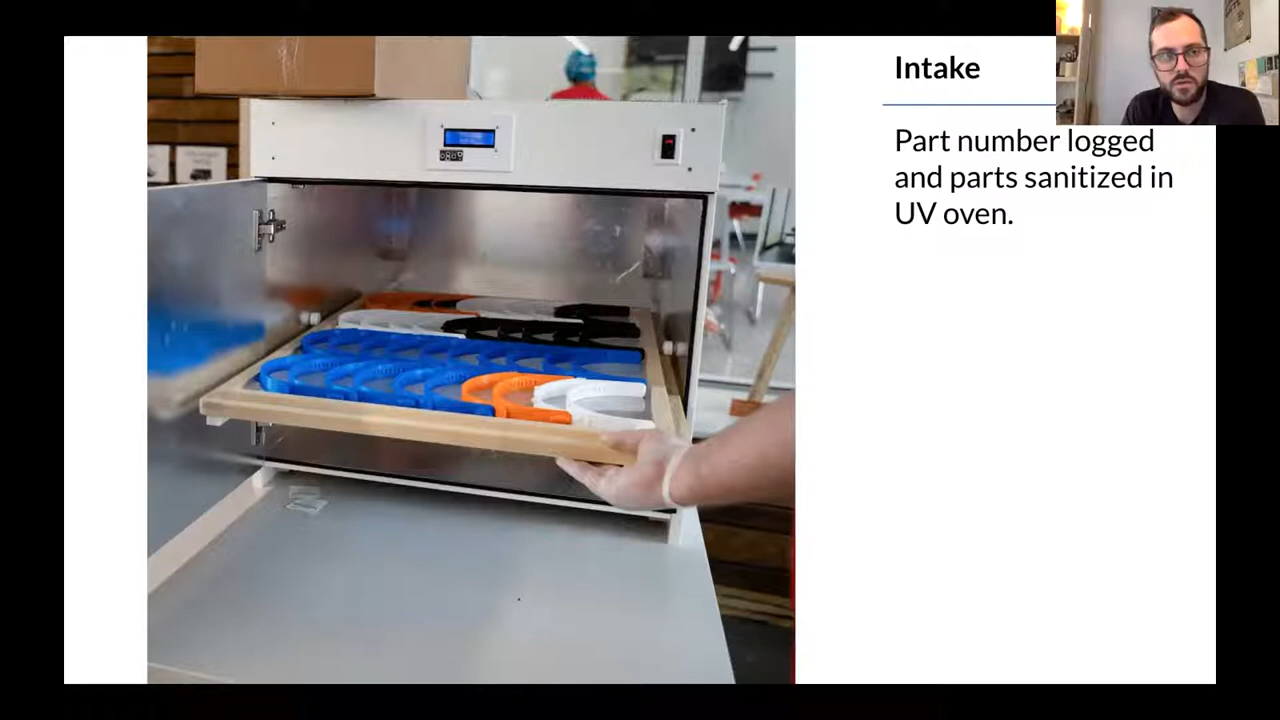 Intake
Part number logged
and parts sanitized in
UV oven.